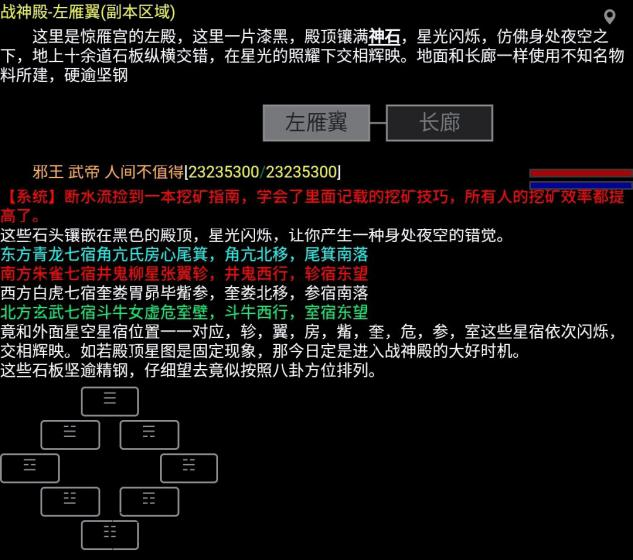 战神殿-左雁翼(副本区域)
这里是惊雁宫的左殿，这里一片漆黑，殿顶镶满神石，星光闪烁，仿佛身处夜空之
下，地上十余道石板纵横交错，在星光的照耀下交相辉映。地面和长廊一样使用不知名物
料所建，硬逾坚钢
左雁翼 长廊
邪王 武帝 人间不值得[23235300/23235300]
【系统】断水流捡到一本挖矿指南，学会了里面记载的挖矿技巧，所有人的挖矿效率都提
高了。
这些石头镶嵌在黑色的殿顶，星光闪烁，让你产生一种身处夜空的错觉。
东方青龙七宿角亢氐房心尾箕，角亢北移，尾箕南落
南方朱雀七宿井鬼柳星张翼轸，井鬼西行，轸宿东望
西方白虎七宿奎娄胃昴毕觜参，奎娄北移，参宿南落
北方玄武七宿斗牛女虚危室壁，斗牛西行，室宿东望
竟和外面星空星宿位置一一对应，轸，翼，房，觜，奎，危，参，室这些星宿依次闪烁，
交相辉映。如若殿顶星图是固定现象，那今日定是进入战神殿的大好时机。
这些石板坚逾精钢，仔细望去竟似按照八卦方位排列。
☰
☱ ☴
☲ ☵
☳ ☶
☷